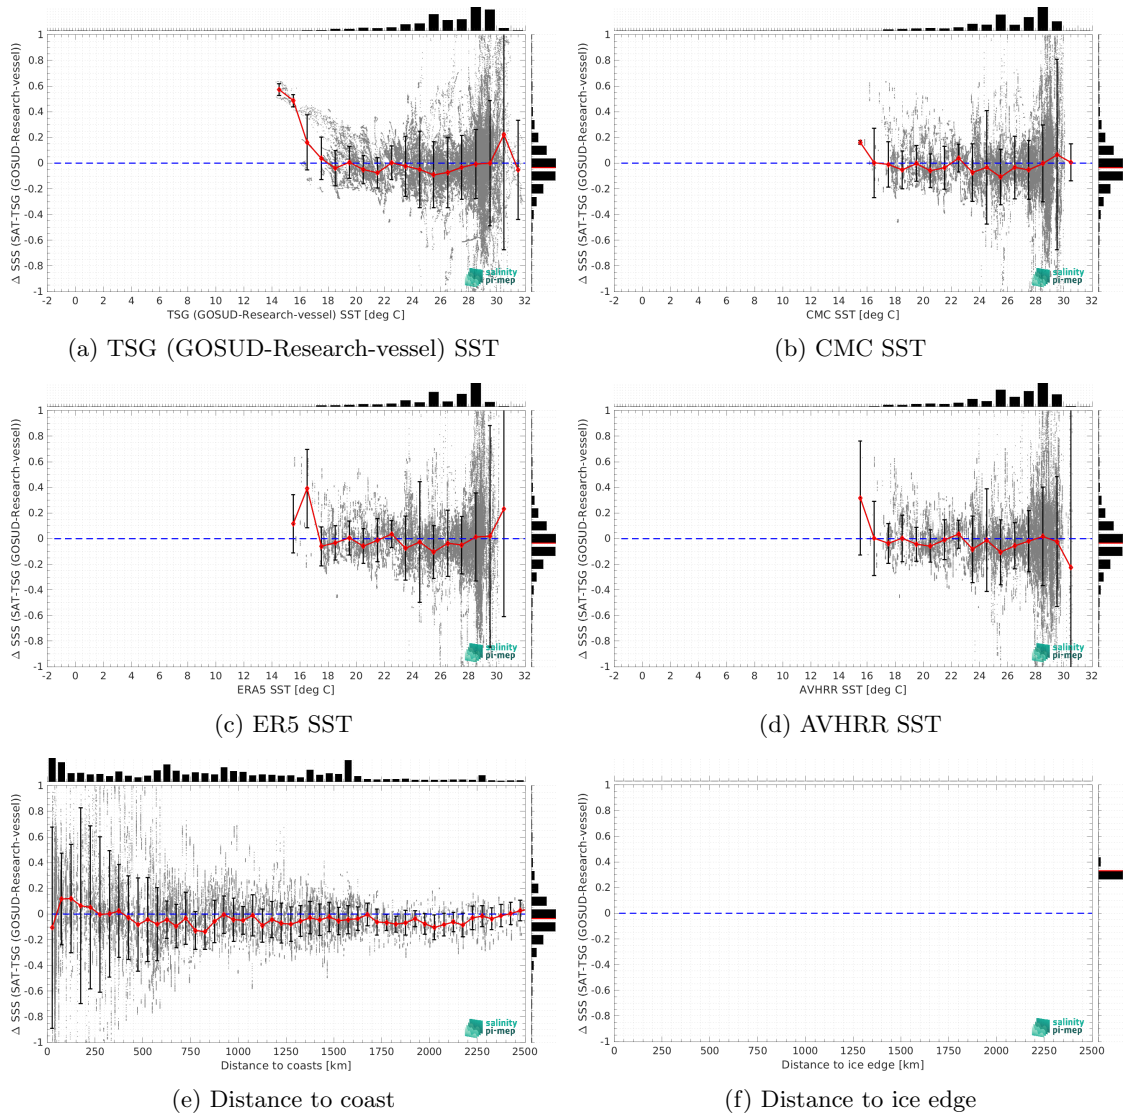 1
0.8
0.6
0.4
0.2
0
-0.2
-0.4
-0.6
-0.8
-1
Δ SSS (SAT-TSG (GOSUD-Research-vessel))
salinity
pi-mep
-2 0 2 4 6 8 10 12 14 16 18 20 22 24 26 28 30 32
TSG (GOSUD-Research-vessel) SST [deg C]
(a) TSG (GOSUD-Research-vessel) SST
1
0.8
0.6
0.4
0.2
0
-0.2
-0.4
-0.6
-0.8
-1
Δ SSS (SAT-TSG (GOSUD-Research-vessel))
salinity
pi-mep
-2 0 2 4 6 8 10 12 14 16 18 20 22 24 26 28 30 32
CMC SST [deg C]
(b) CMC SST
1
0.8
0.6
0.4
0.2
0
-0.2
-0.4
-0.6
-0.8
-1
Δ SSS (SAT-TSG (GOSUD-Research-vessel))
salinity
pi-mep
-2 0 2 4 6 8 10 12 14 16 18 20 22 24 26 28 30 32
ERA5 SST [deg C]
(c) ER5 SST
1
0.8
0.6
0.4
0.2
0
-0.2
-0.4
-0.6
-0.8
-1
Δ SSS (SAT-TSG (GOSUD-Research-vessel))
salinity
pi-mep
-2 0 2 4 6 8 10 12 14 16 18 20 22 24 26 28 30 32
AVHRR SST [deg C]
(d) AVHRR SST
1
0.8
0.6
0.4
0.2
0
-0.2
-0.4
-0.6
-0.8
-1
Δ SSS (SAT-TSG (GOSUD-Research-vessel))
salinity
pi-mep
0 250 500 750 1000 1250 1500 1750 2000 2250 2500
Distance to coasts [km]
(e) Distance to coast
1
0.8
0.6
0.4
0.2
0
-0.2
-0.4
-0.6
-0.8
-1
Δ SSS (SAT-TSG (GOSUD-Research-vessel))
salinity
pi-mep
0 250 500 750 1000 1250 1500 1750 2000 2250 2500
Distance to ice edge [km]
(f) Distance to ice edge